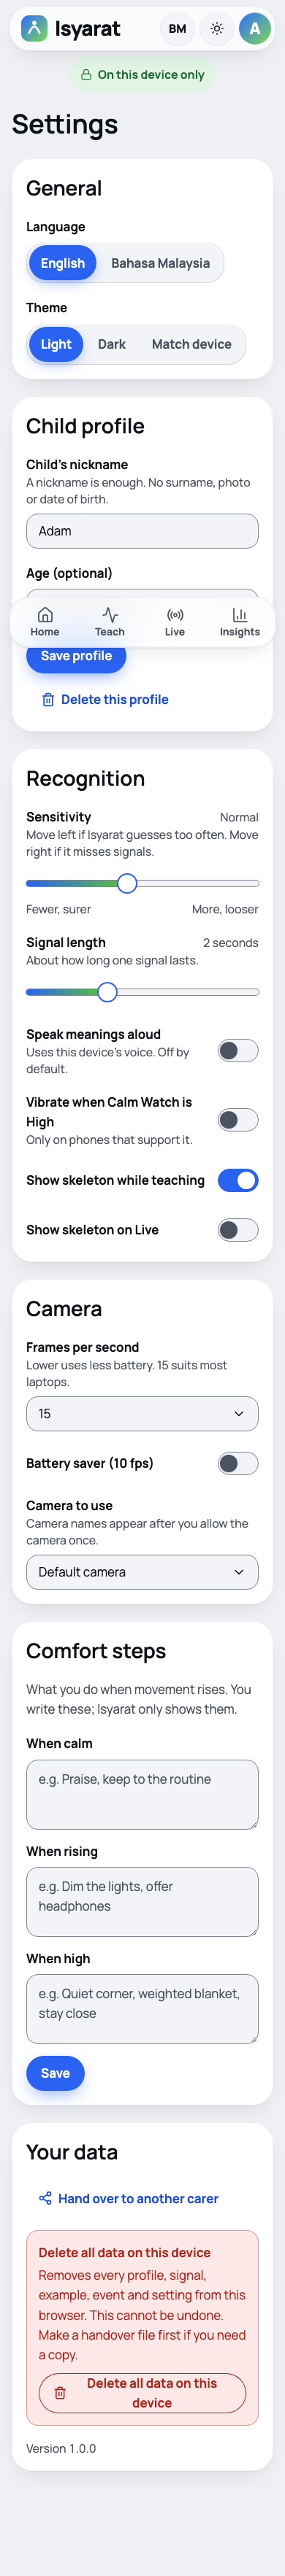 Isyarat
BM
A
On this device only
Settings
General
Language
English
Bahasa Malaysia
Theme
Light
Dark
Match device
Child profile
Child's nickname
A nickname is enough. No surname, photo
or date of birth.
Adam
Age (optional)
Home
Teach
Live
Insights
Save profile
Delete this profile
Recognition
Sensitivity
Normal
Move left if Isyarat guesses too often. Move
right if it misses signals.
Fewer, surer
More, looser
Signal length
2 seconds
About how long one signal lasts.
Speak meanings aloud
Uses this device's voice. Off by
default.
Vibrate when Calm Watch is
High
Only on phones that support it.
Show skeleton while teaching
Show skeleton on Live
Camera
Frames per second
Lower uses less battery. 15 suits most
laptops.
15
Battery saver (10 fps)
Camera to use
Camera names appear after you allow the
camera once.
Default camera
Comfort steps
What you do when movement rises. You
write these; Isyarat only shows them.
When calm
e.g. Praise, keep to the routine
When rising
e.g. Dim the lights, offer
headphones
When high
e.g. Quiet corner, weighted blanket,
stay close
Save
Your data
Hand over to another carer
Delete all data on this device
Removes every profile, signal,
example, event and setting from this
browser. This cannot be undone.
Make a handover file first if you need
a copy.
Delete all data on this
device
Version 1.0.0